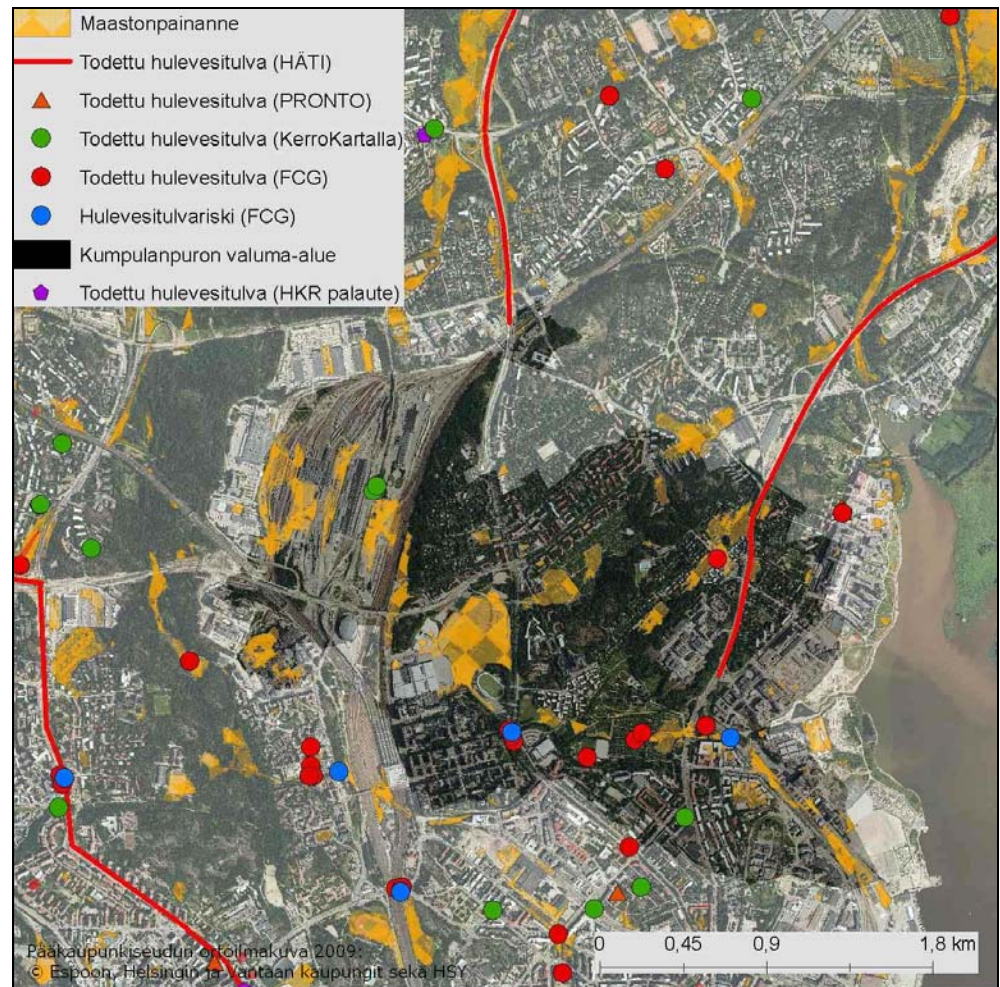 Maastonpainanne
Todettu hulevesitulva (HÄTI)
Todettu hulevesitulva (PRONTO)
Todettu hulevesitulva (KerroKartalla)
Todettu hulevesitulva (FCG)
Hulevesitulvariski (FCG)
Kumpulanpuron valuma-alue
Todettu hulevesitulva (HKR palaute)
Pääkaupunkiseudun ortoilmakuva 2009:
© Espoon, Helsingin ja Vantaan kaupungit sekä HSY
0 0,45 0,9 1,8 km